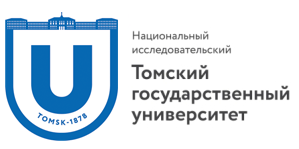 Национальный
исследовательский
Томский
государственный
университет
TOMSK-1878